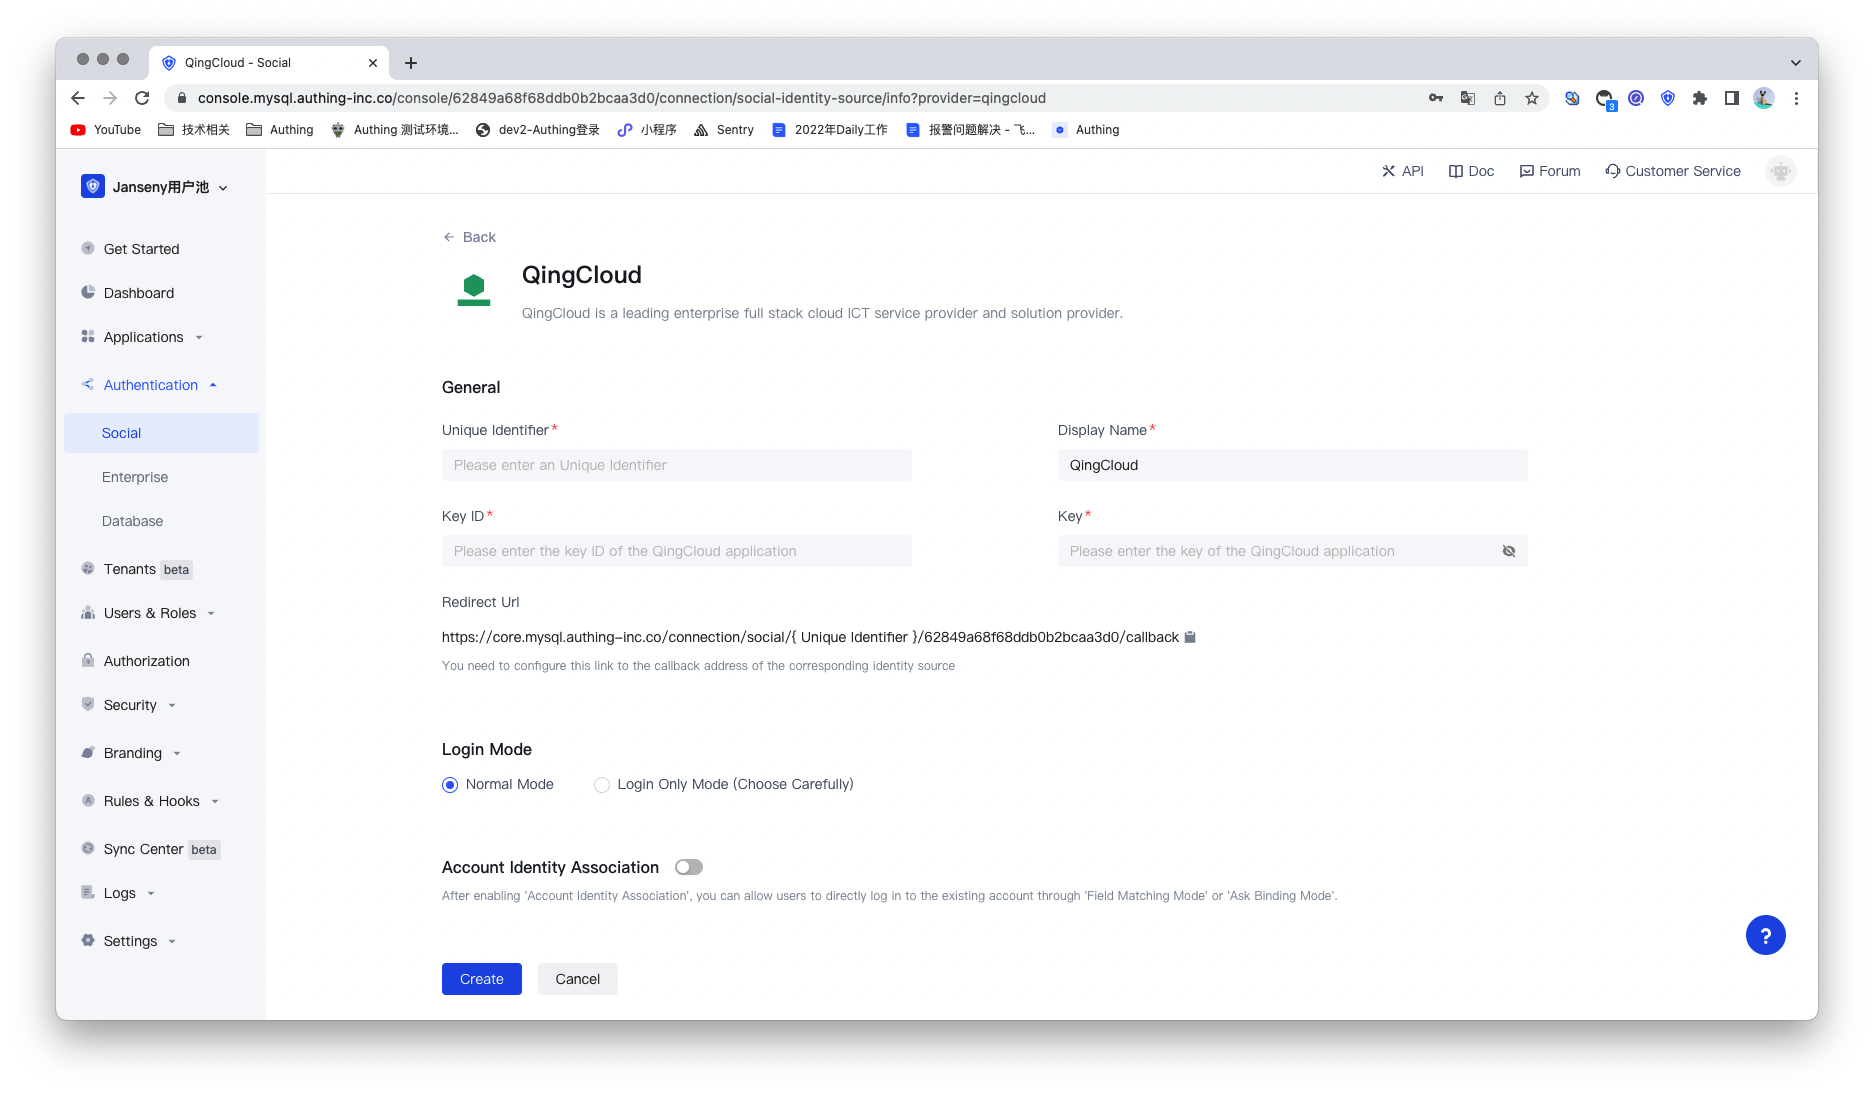 QingCloud - Social
console.mysql.authing-inc.co/console/62849a68f68ddb0b2bcaa3d0/connection/social-identity-source/info?provider=qingcloud
3
YouTube 技术相关 Authing Authing 测试环境... dev2-Authing登录 小程序 Sentry 2022年Daily工作 报警问题解决 - 飞... Authing
Janseny用户池
API Doc Forum Customer Service
Get Started
Dashboard
Applications
Authentication
Social
Enterprise
Database
Tenants beta
Users & Roles
Authorization
Security
Branding
Rules & Hooks
Sync Center beta
Logs
Settings
Back
QingCloud
QingCloud is a leading enterprise full stack cloud ICT service provider and solution provider.
General
Unique Identifier* Display Name*
Please enter an Unique Identifier QingCloud
Key ID* Key*
Please enter the key ID of the QingCloud application Please enter the key of the QingCloud application
Redirect Url
https://core.mysql.authing-inc.co/connection/social/{ Unique Identifier }/62849a68f68ddb0b2bcaa3d0/callback
You need to configure this link to the callback address of the corresponding identity source
Login Mode
Normal Mode Login Only Mode (Choose Carefully)
Account Identity Association
After enabling 'Account Identity Association', you can allow users to directly log in to the existing account through 'Field Matching Mode' or 'Ask Binding Mode'.
Create Cancel
?